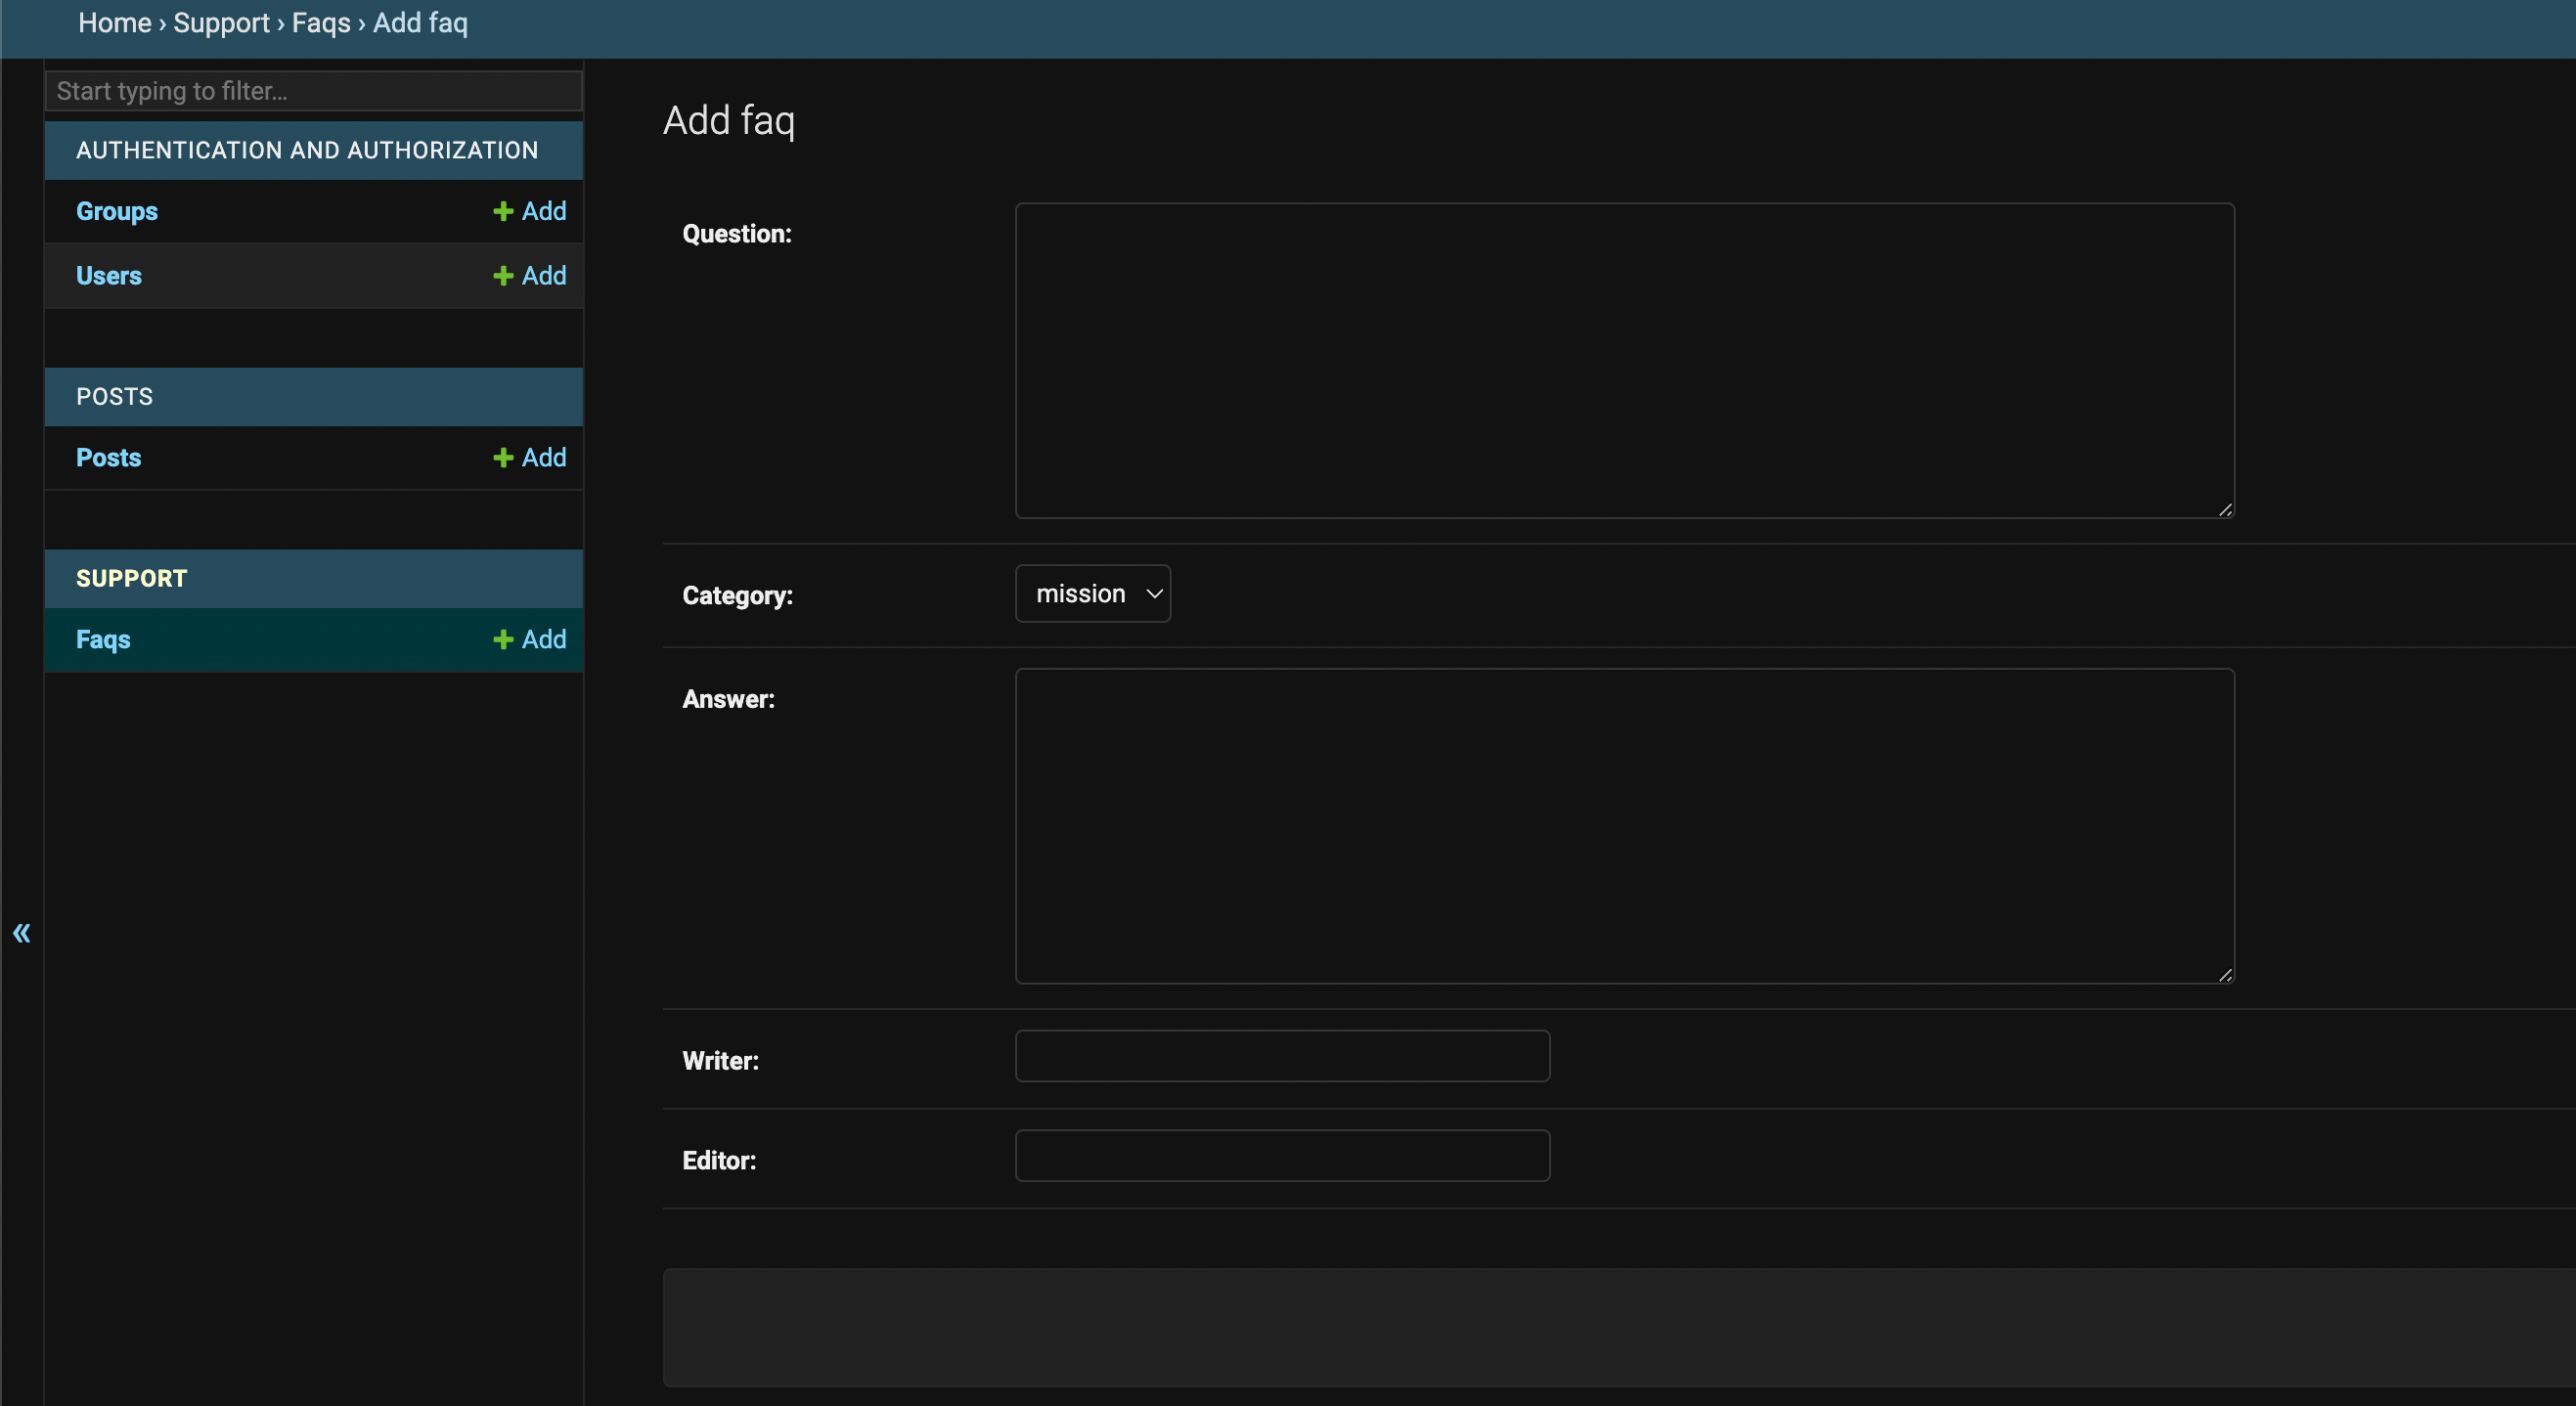 Home › Support › Faqs › Add faq
Start typing to filter...
AUTHENTICATION AND AUTHORIZATION
Groups + Add
Users + Add
POSTS
Posts + Add
SUPPORT
Faqs + Add
«
Add faq
Question:
Category: mission
Answer:
Writer:
Editor: